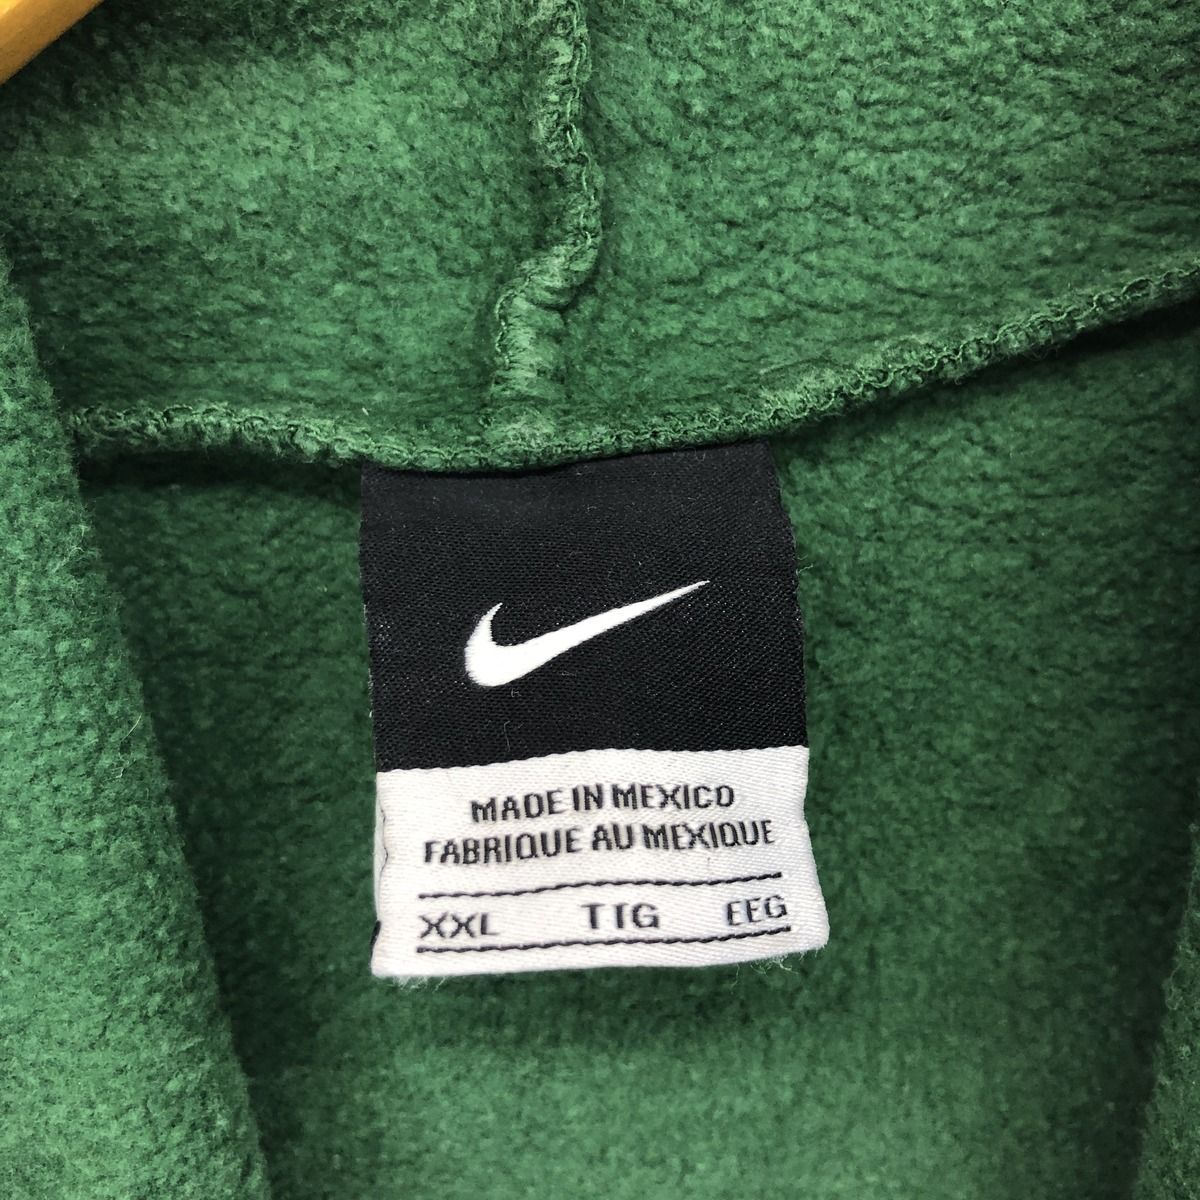 MADE IN MEXICO
FABRIQUE AU MEXIQUE
XXL TTG EEG